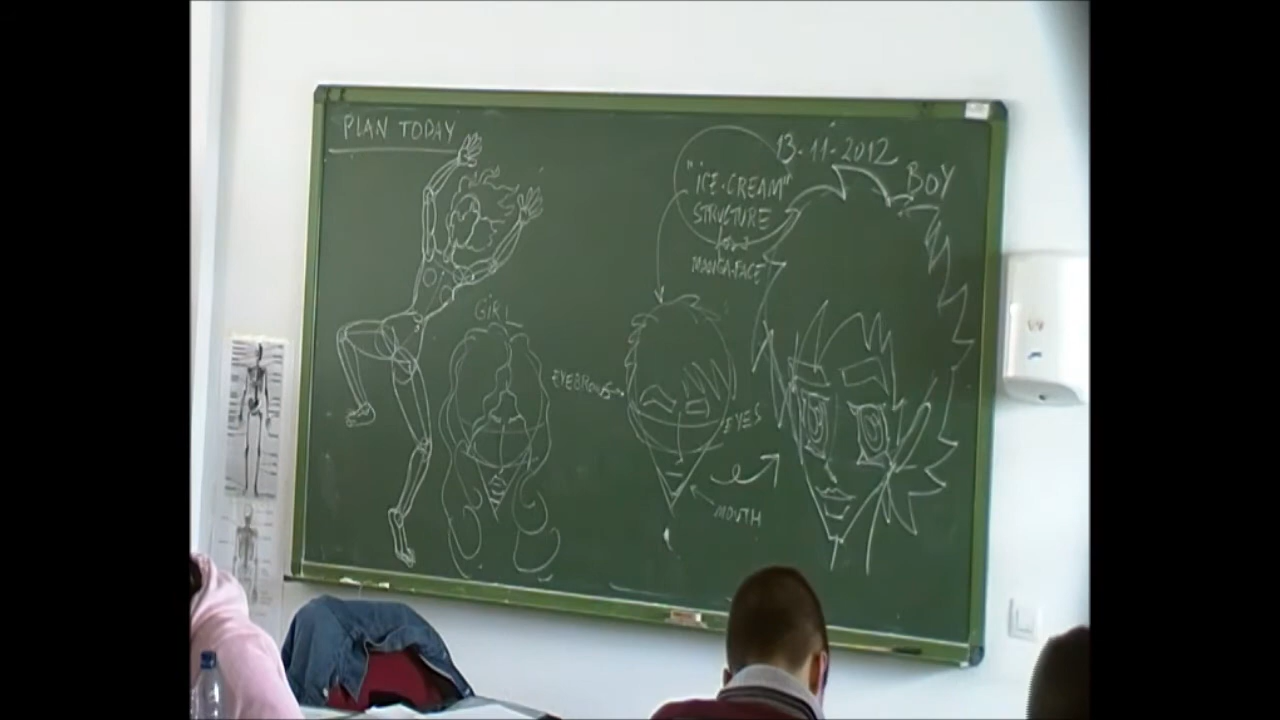 PLAN TODAY
13-11-2012
"ICE-CREAM"
STRUCTURE
for
MANGA-FACE
BOY
GIRL
EYEBROWS
EYES
MOUTH